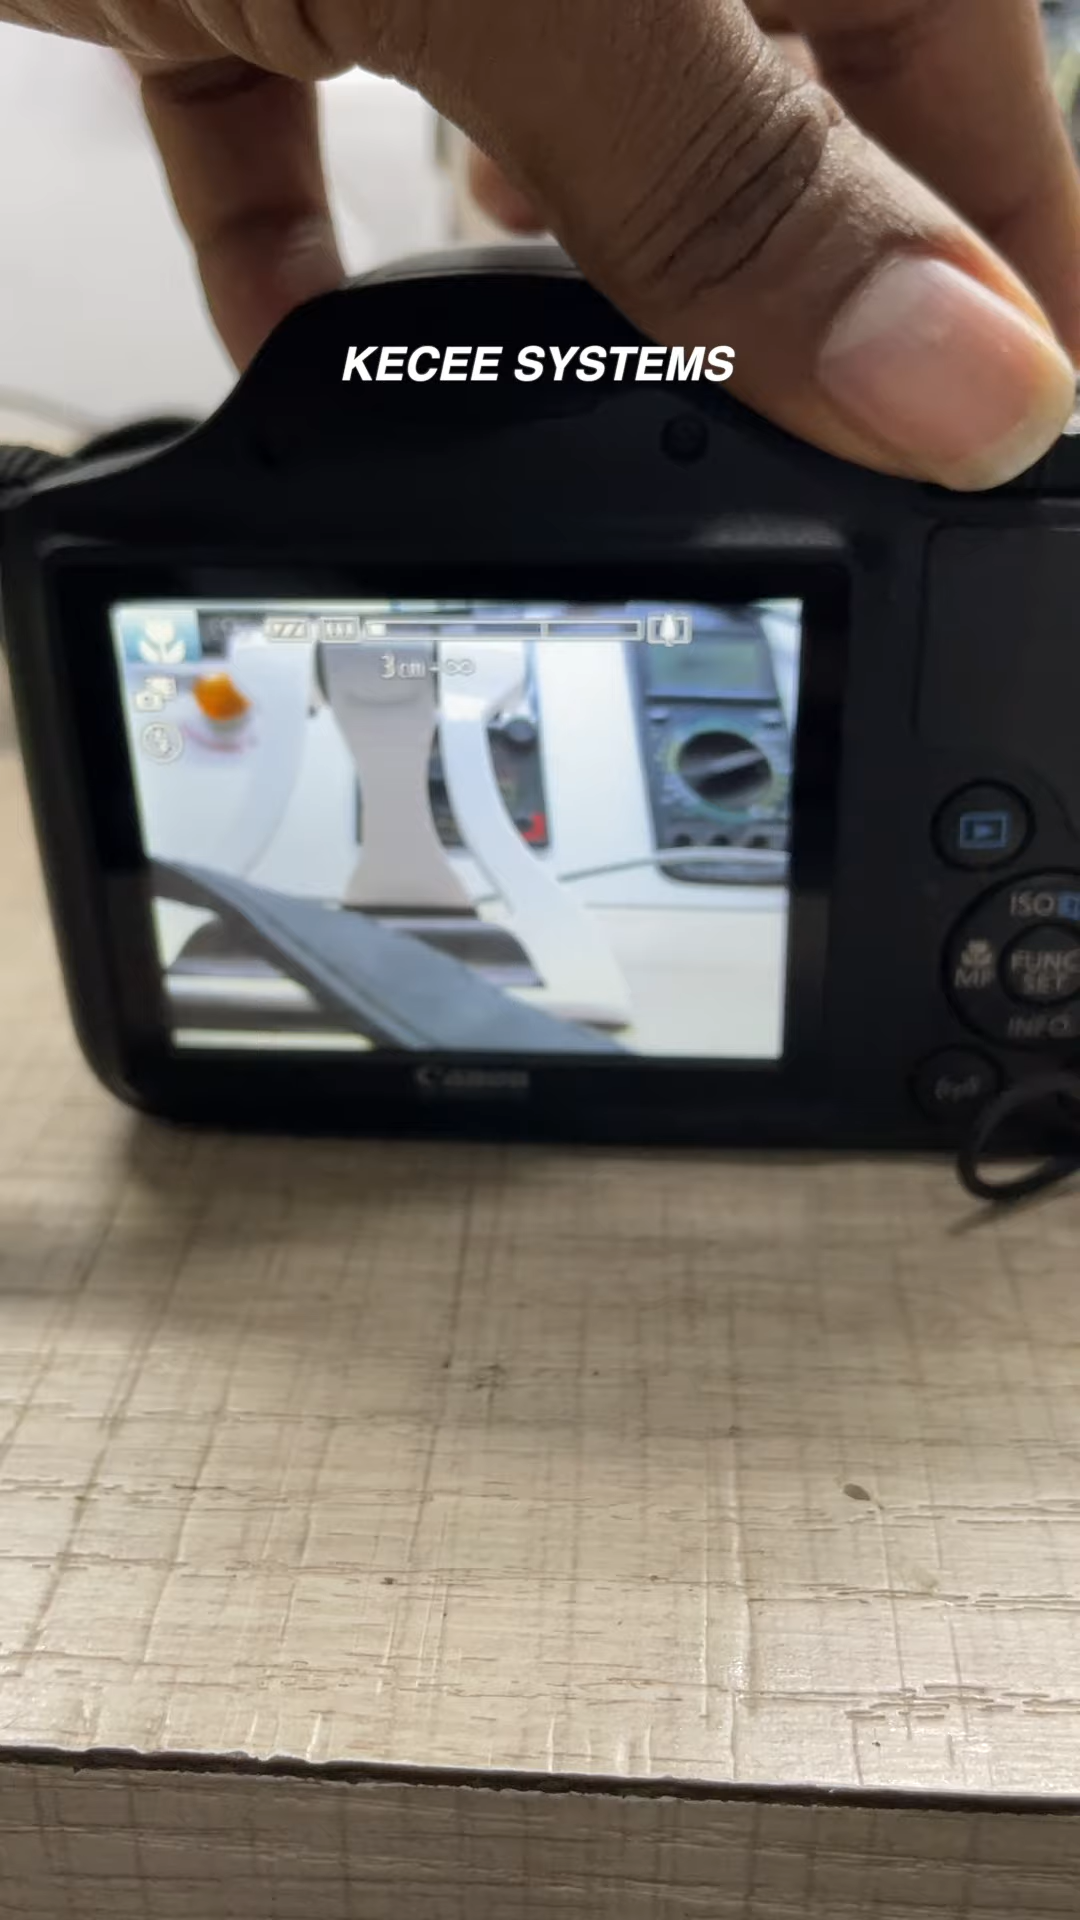 KECEE SYSTEMS
3cm-∞
ISO
MF
FUNC
SET
INFO
Canon